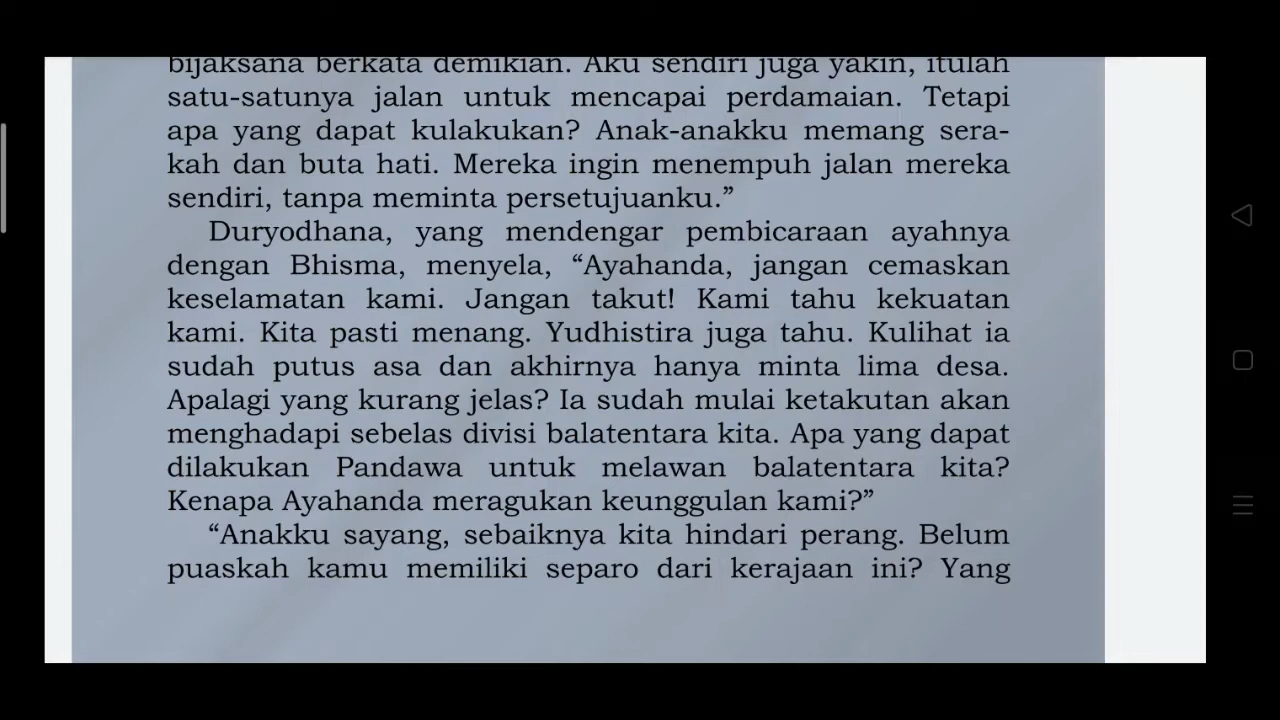 bijaksana berkata demikian. Aku sendiri juga yakin, itulah
satu-satunya jalan untuk mencapai perdamaian. Tetapi
apa yang dapat kulakukan? Anak-anakku memang sera-
kah dan buta hati. Mereka ingin menempuh jalan mereka
sendiri, tanpa meminta persetujuanku.”
Duryodhana, yang mendengar pembicaraan ayahnya
dengan Bhisma, menyela, “Ayahanda, jangan cemaskan
keselamatan kami. Jangan takut! Kami tahu kekuatan
kami. Kita pasti menang. Yudhistira juga tahu. Kulihat ia
sudah putus asa dan akhirnya hanya minta lima desa.
Apalagi yang kurang jelas? Ia sudah mulai ketakutan akan
menghadapi sebelas divisi balatentara kita. Apa yang dapat
dilakukan Pandawa untuk melawan balatentara kita?
Kenapa Ayahanda meragukan keunggulan kami?”
“Anakku sayang, sebaiknya kita hindari perang. Belum
puaskah kamu memiliki separo dari kerajaan ini? Yang